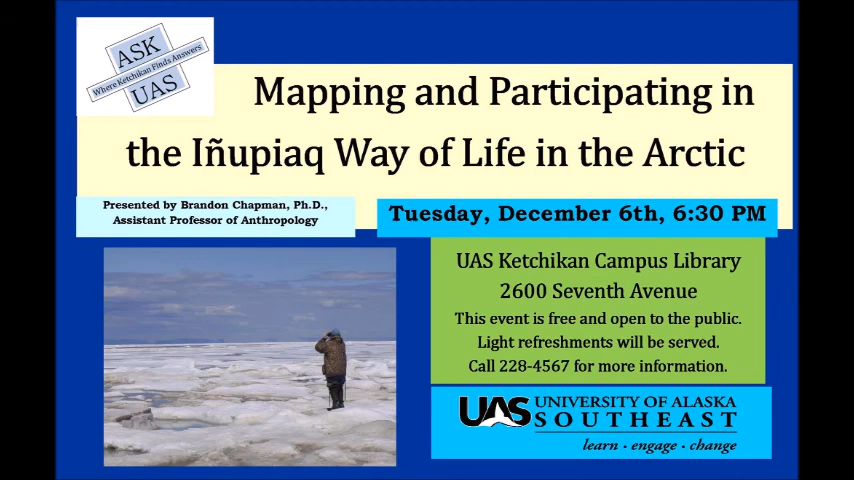 ASK
Where Ketchikan Finds Answers
UAS
Mapping and Participating in
the Iñupiaq Way of Life in the Arctic
Presented by Brandon Chapman, Ph.D.,
Assistant Professor of Anthropology
Tuesday, December 6th, 6:30 PM
UAS Ketchikan Campus Library
2600 Seventh Avenue
This event is free and open to the public.
Light refreshments will be served.
Call 228-4567 for more information.
UAS UNIVERSITY OF ALASKA
SOUTHEAST
learn · engage · change